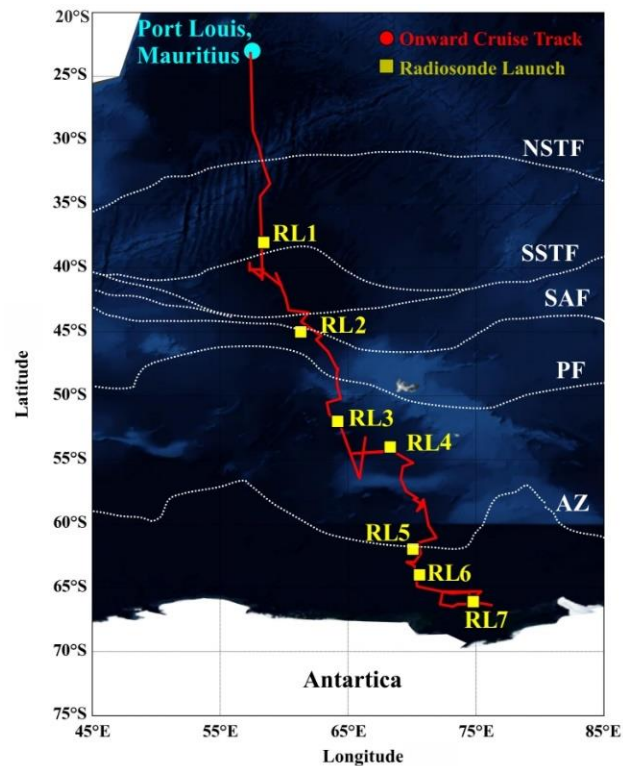 20°S
Port Louis,
Mauritius
Onward Cruise Track
Radiosonde Launch
25°S
30°S
NSTF
35°S
RL1
SSTF
40°S
SAF
45°S
RL2
PF
50°S
RL3
RL4
55°S
AZ
60°S
RL5
RL6
65°S
RL7
70°S
Antartica
75°S
45°E
55°E
65°E
75°E
85°E
Latitude
Longitude